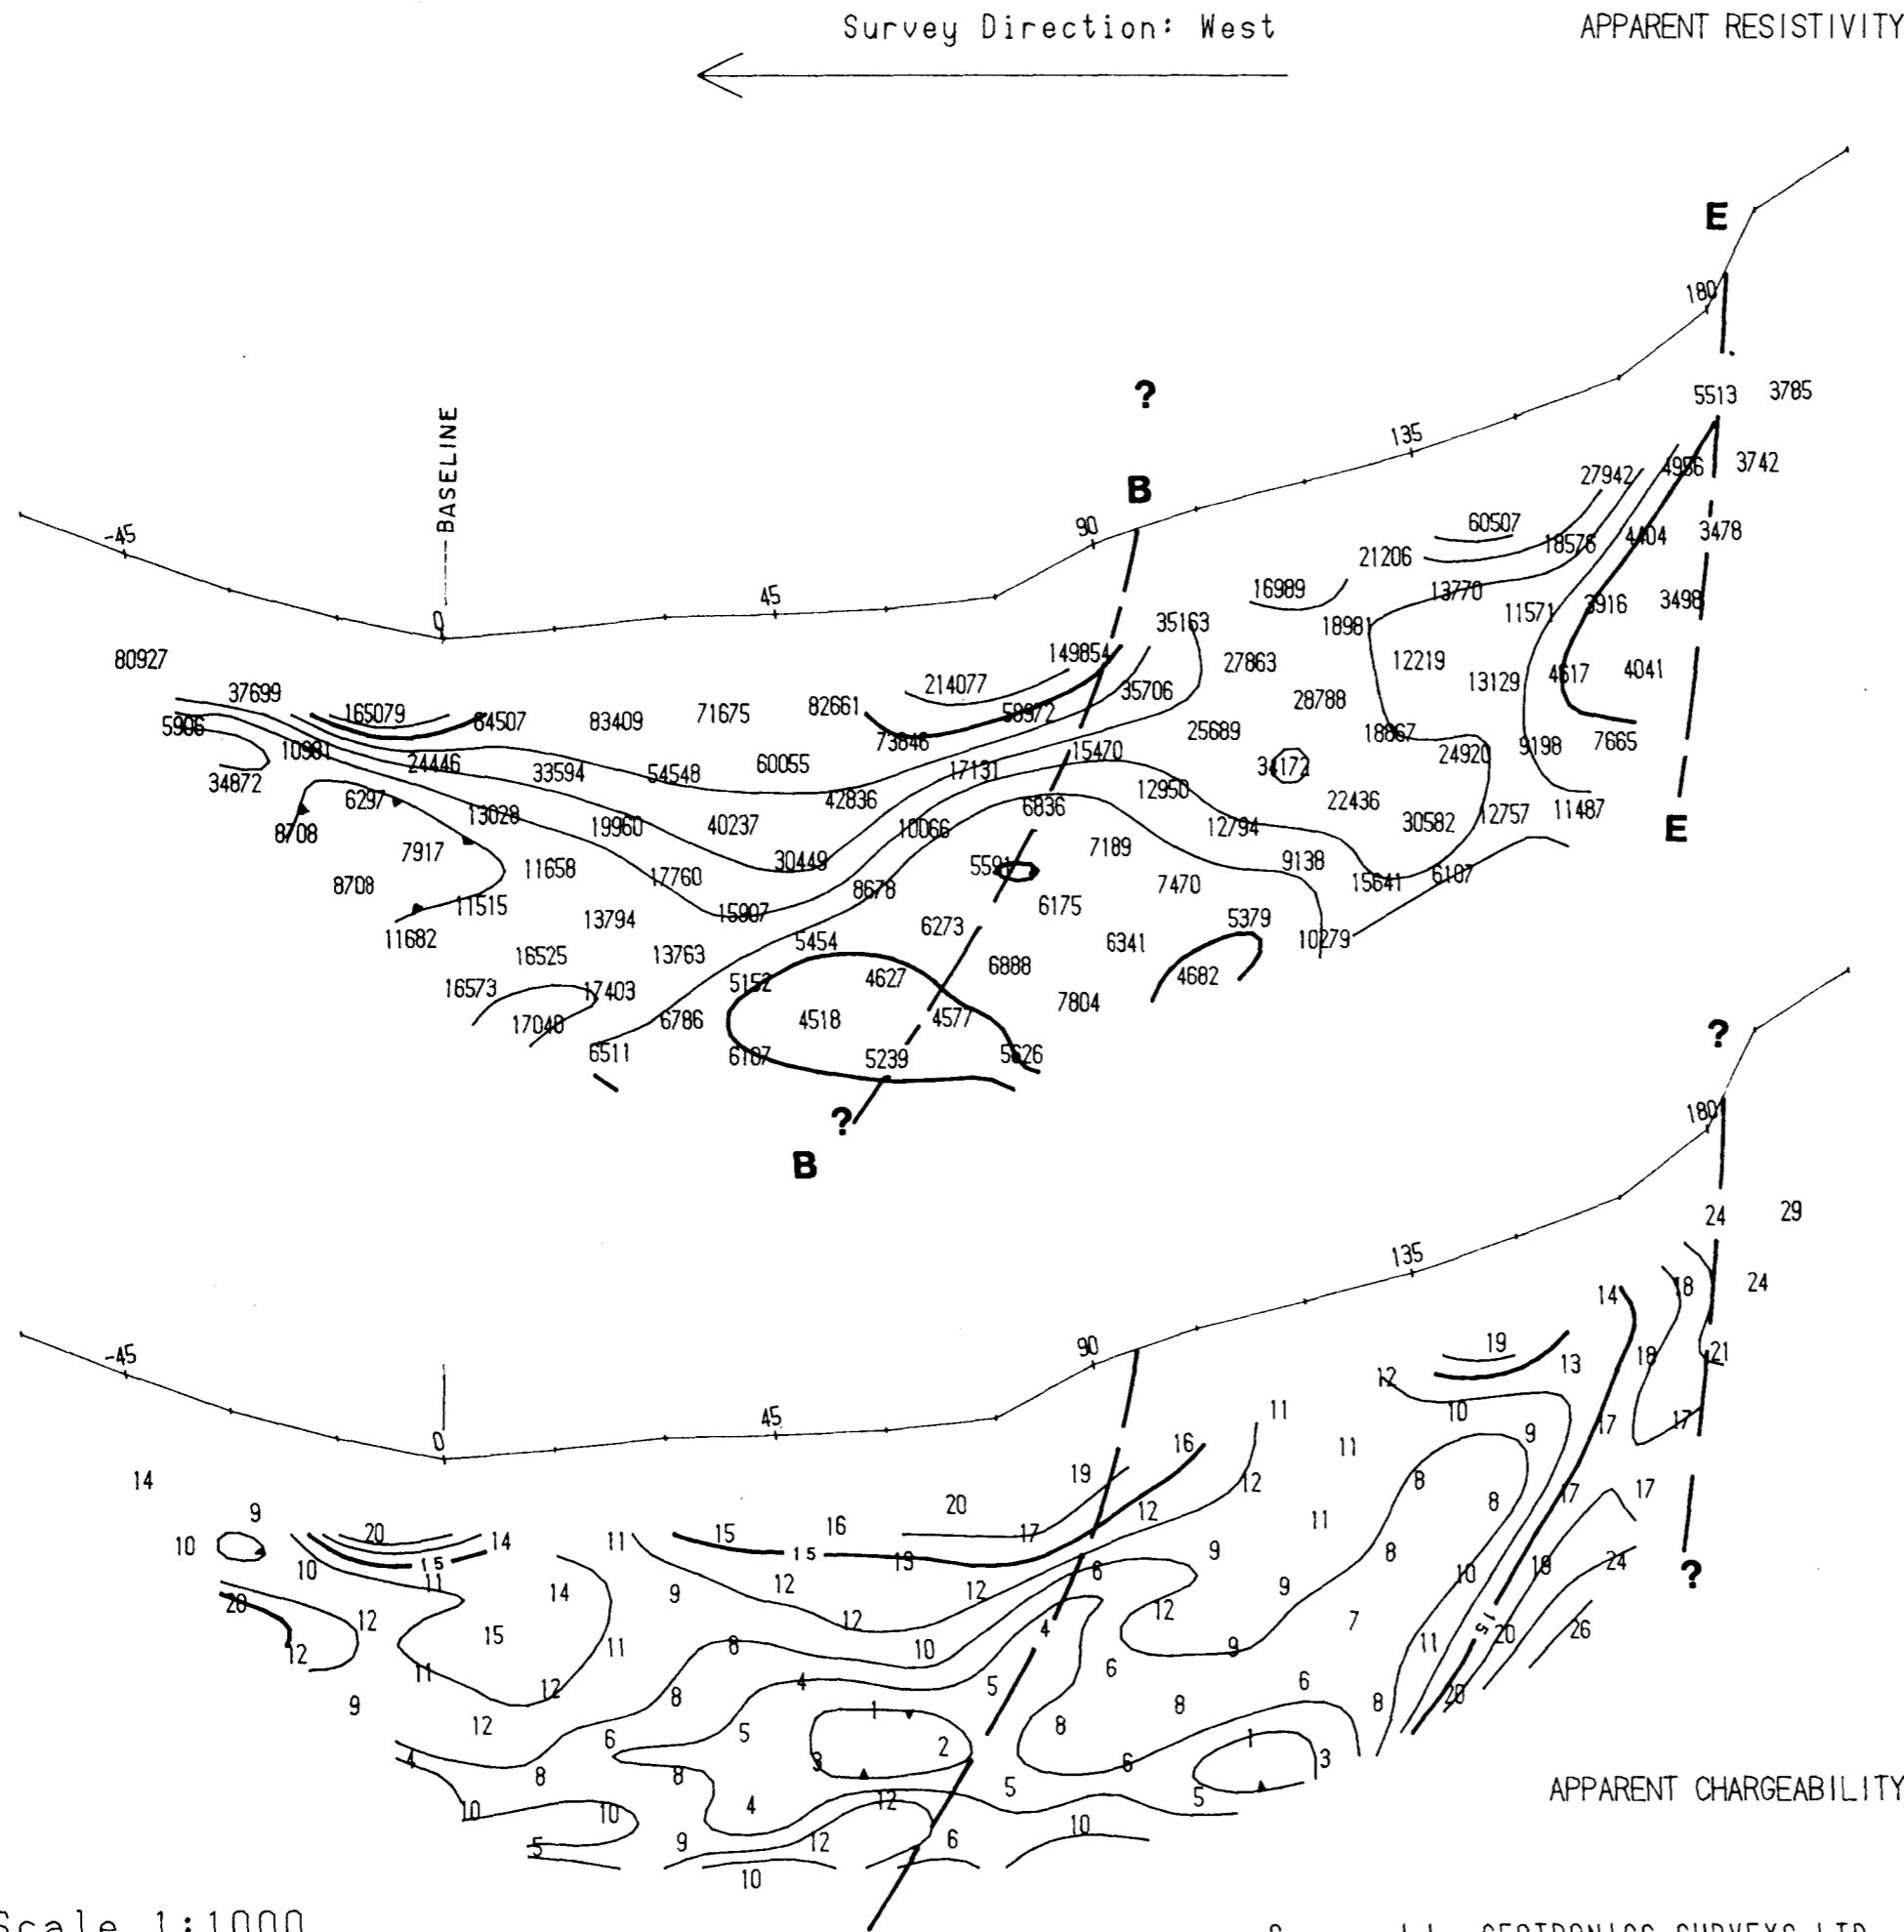 Survey Direction: West APPARENT RESISTIVITY
E
180
? 5513 3785
BASELINE
135
4956 3742
27942
B
-45 90 60507 18576 4404 3478
21206
16989 13770 11571 3916 3498
0 45 35163 18981
80927 149854 27863 12219 13129 4617 4041
37699 214077 35706 28788
165079 84507 83409 71675 82661 58972
5906 10981 73846 25689 18867 24920 9198 7665
34872 24446 33594 54548 60055 17131 15470 34172
6297 42836 6836 12950 22436 12757 11487
8708 13028 19960 40237 10066 12794 30582 E
7917 11658 30449 7189 9138
8708 17760 8678 6175 7470 15641 6107
11515 13794 15907 6273 5379
11682 16525 13763 5454 6341 10279
16573 17403 5152 4627 6888 4682
17040 6786 4518 4577 7804
6511 6107 5239 5626
?
B
?
180
24 29
135
14 18 24
-45 90 19 13 18 21
12
0 45 11 10 9 17 17
14 19 16 11 8
9 20 12 12 8 17 17
10 20 14 11 15 16 17 11
10 15 15 13 9 8 19 24
11 14 9 12 12 6 9 10 ?
20 12 15 12 12 7 15 20 26
12 11 8 10 4 9 11
11 12 4 5 6 6
9 12 8 1 8 8 8 20
6 5 2 1
4 8 8 3 6 3
10 10 4 12 5 5 APPARENT CHARGEABILITY
5 9 12 6 10
10
Scale 1:1000